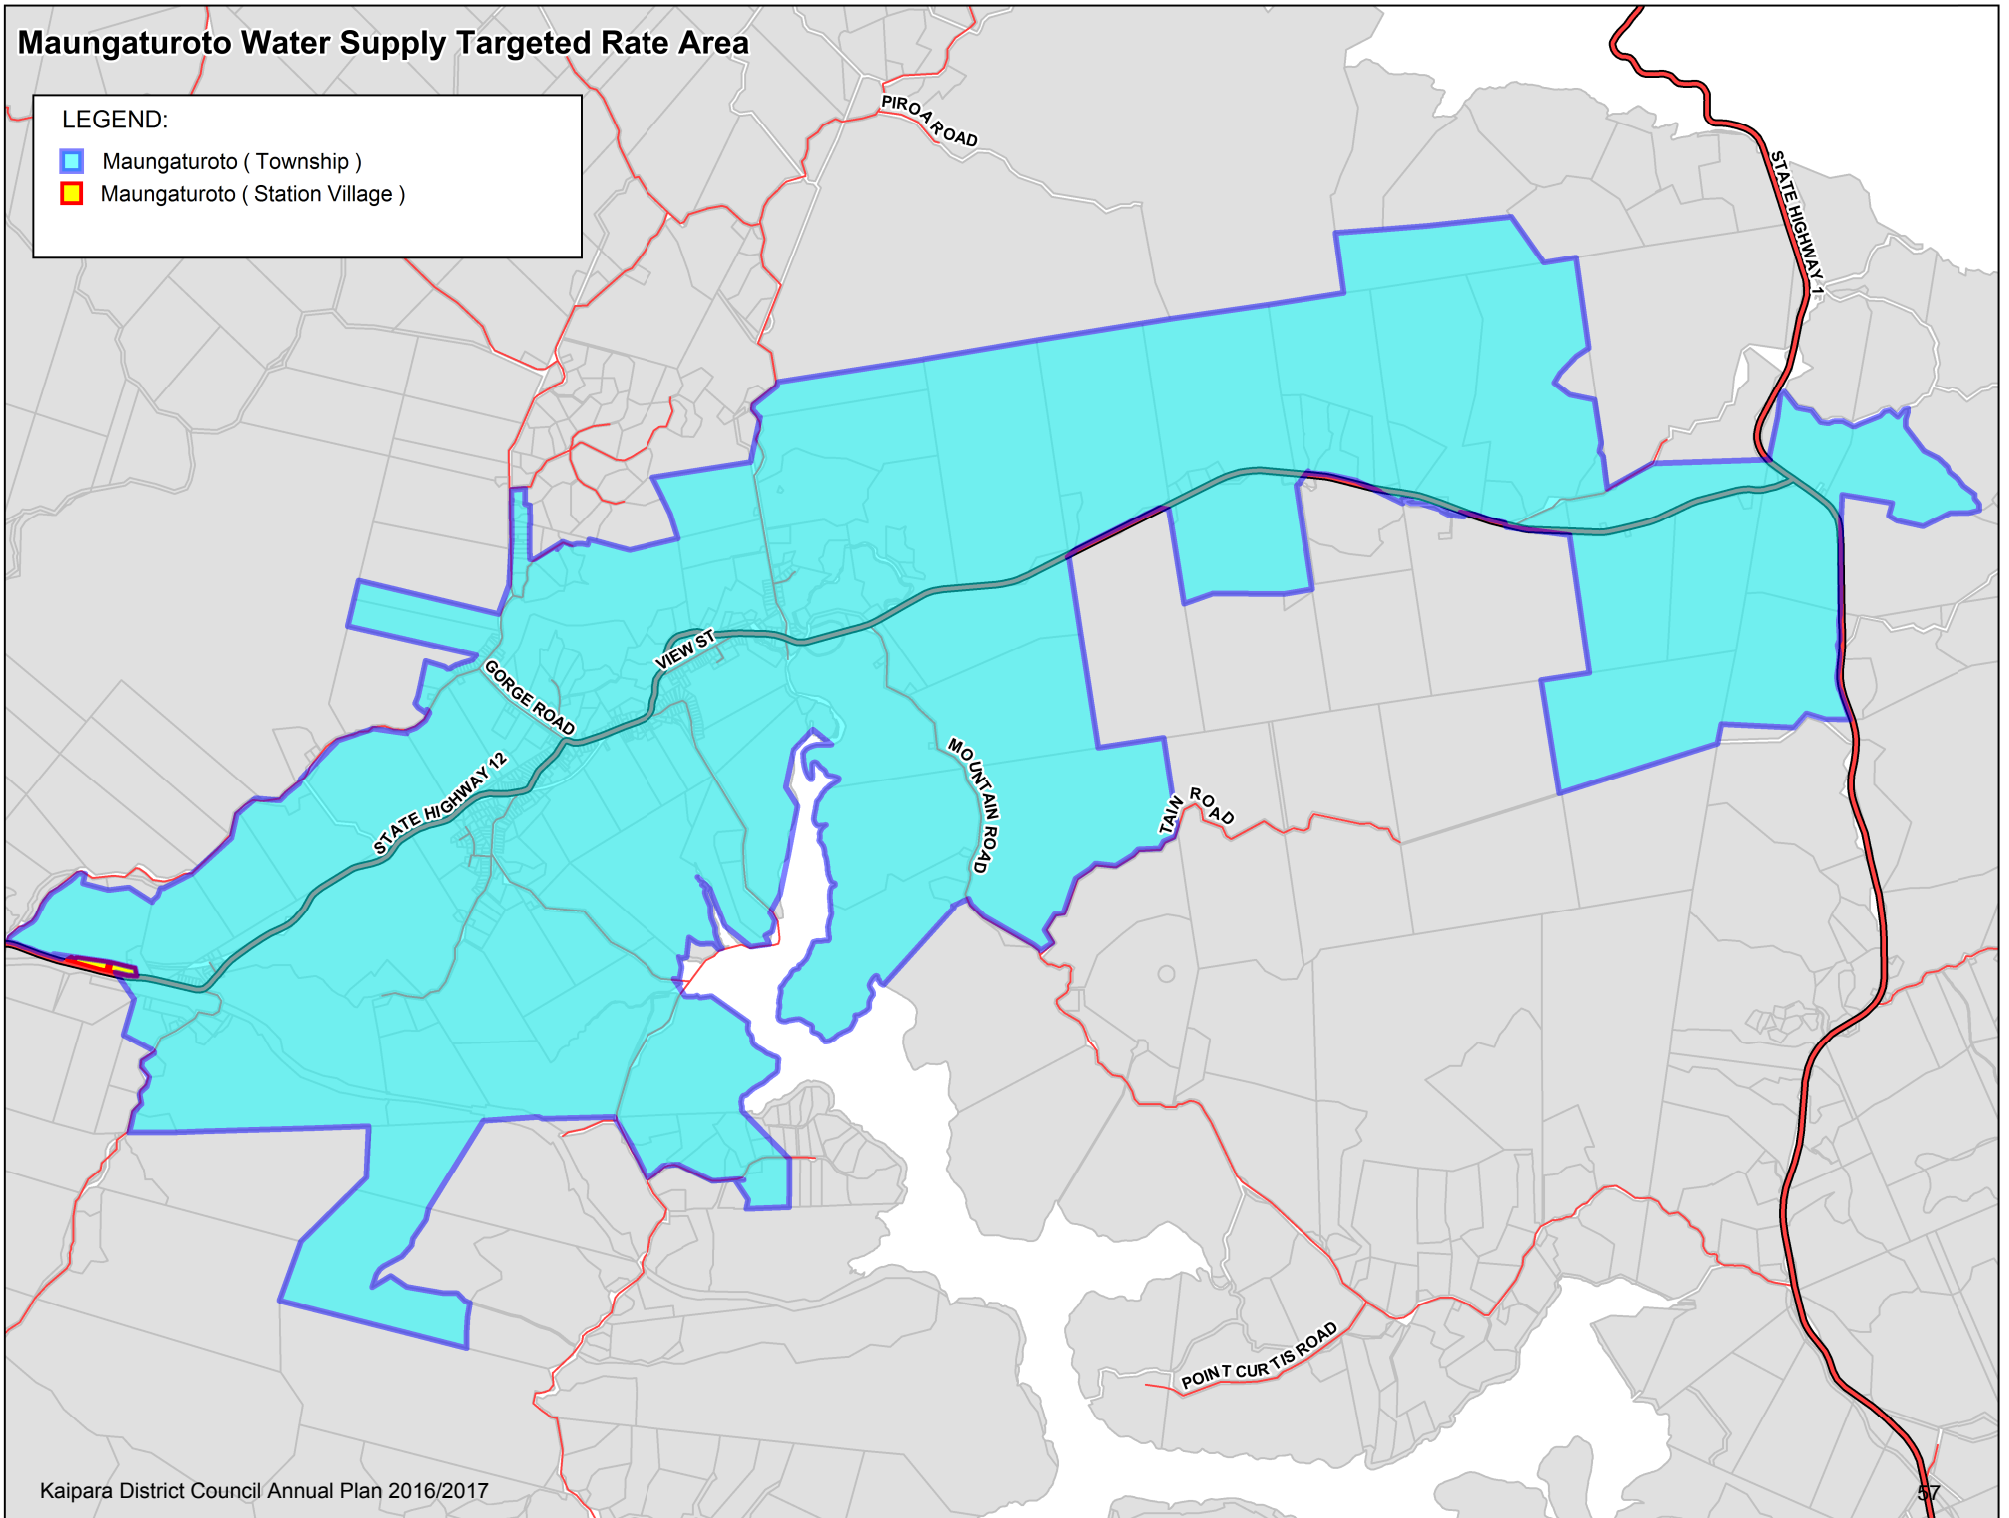 Maungaturoto Water Supply Targeted Rate Area
LEGEND:
Maungaturoto ( Township )
Maungaturoto ( Station Village )
PIROA ROAD
STATE HIGHWAY 1
VIEW ST
GORGE ROAD
STATE HIGHWAY 12
MOUNTAIN ROAD
TAIN ROAD
POINT CURTIS ROAD
Kaipara District Council Annual Plan 2016/2017
57